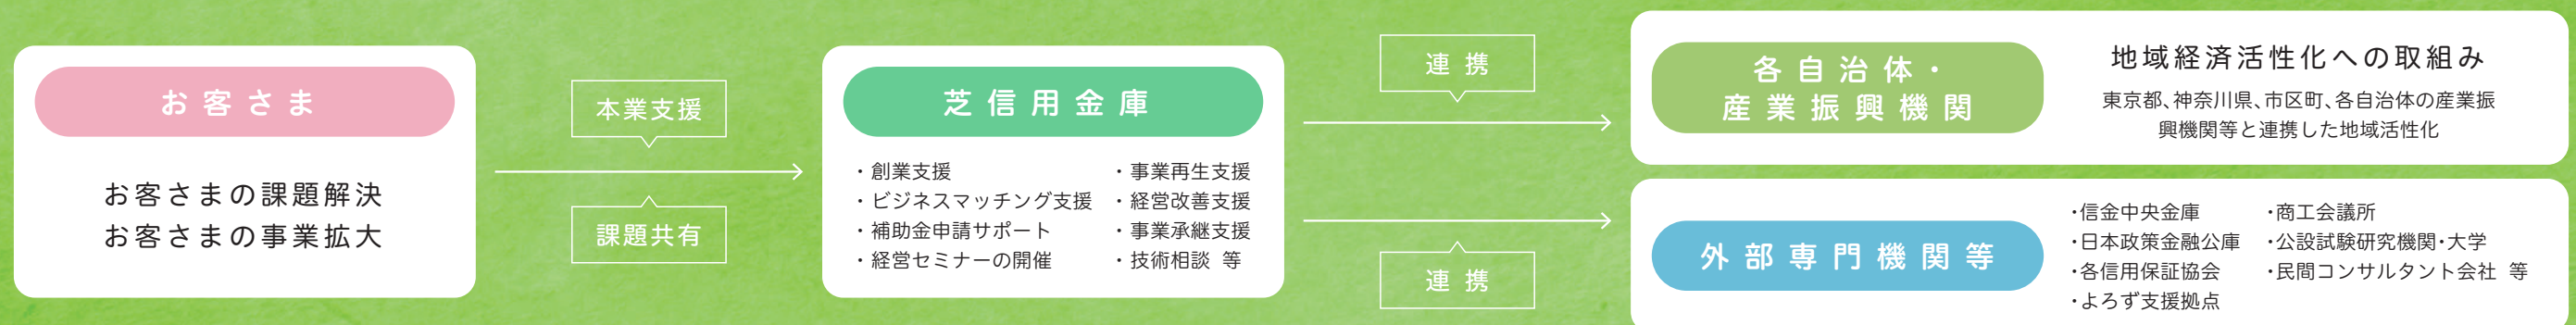 お客さま
お客さまの課題解決
お客さまの事業拡大
本業支援
課題共有
芝信用金庫
・創業支援
・ビジネスマッチング支援
・補助金申請サポート
・経営セミナーの開催
・事業再生支援
・経営改善支援
・事業承継支援
・技術相談 等
連携
連携
各自治体・
産業振興機関
地域経済活性化への取組み
東京都、神奈川県、市区町、各自治体の産業振
興機関等と連携した地域活性化
外部専門機関等
・信金中央金庫
・日本政策金融公庫
・各信用保証協会
・よろず支援拠点
・商工会議所
・公設試験研究機関・大学
・民間コンサルタント会社 等